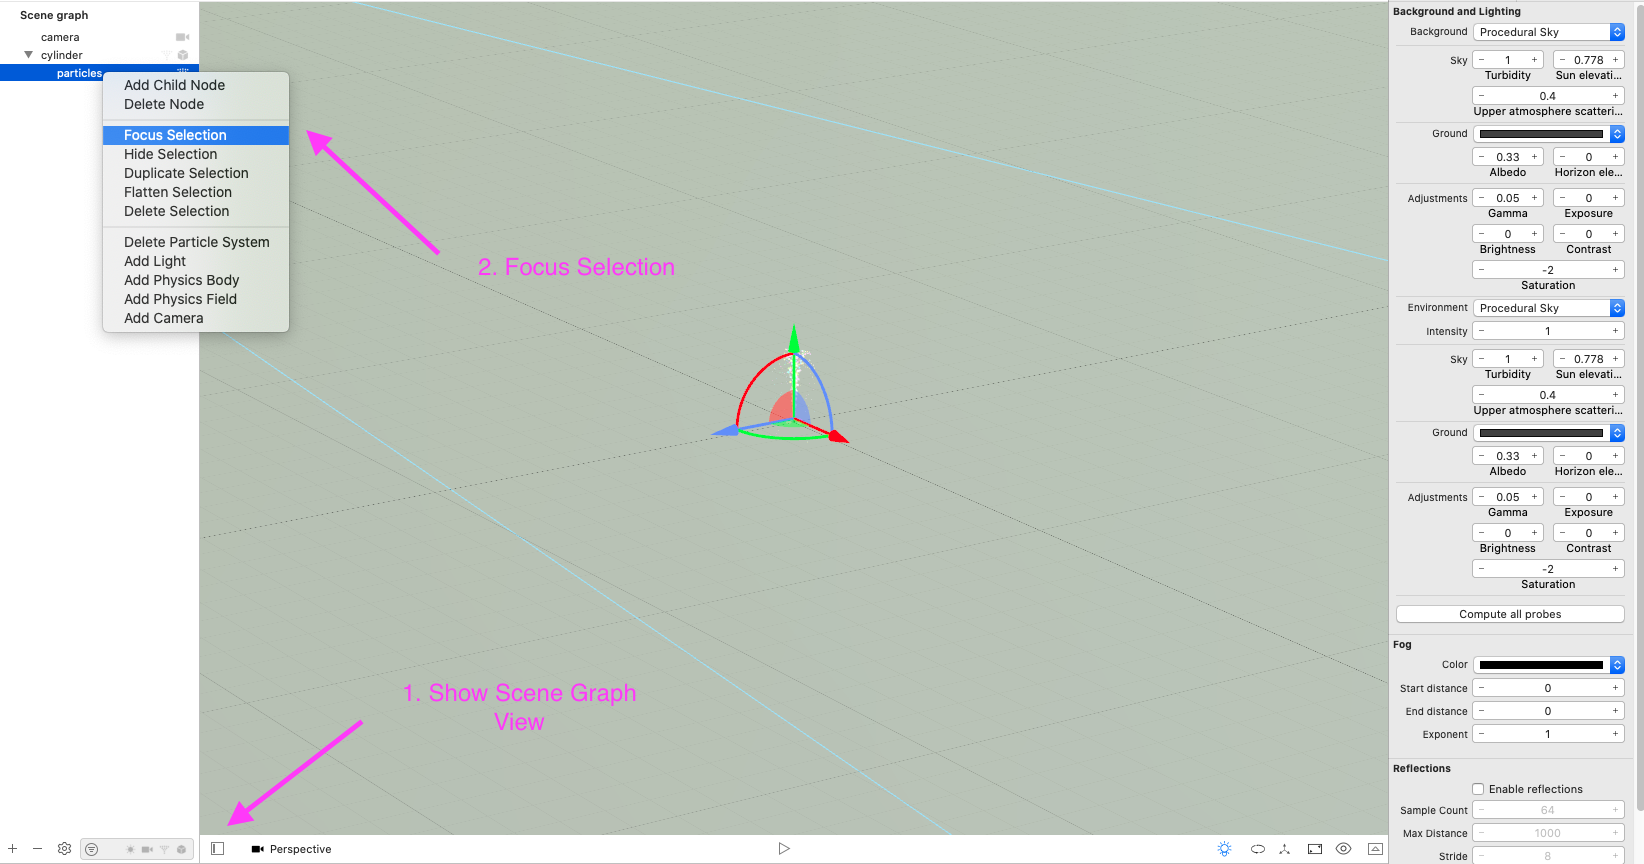 Scene graph
camera
cylinder
particles
Add Child Node
Delete Node
Focus Selection
Hide Selection
Duplicate Selection
Flatten Selection
Delete Selection
Delete Particle System
Add Light
Add Physics Body
Add Physics Field
Add Camera
2. Focus Selection
1. Show Scene Graph
View
Perspective
Background and Lighting
Background Procedural Sky
Sky − 1 + − 0.778 +
Turbidity Sun elevati...
− 0.4 +
Upper atmosphere scatteri...
Ground
− 0.33 + − 0 +
Albedo Horizon ele...
Adjustments − 0.05 + − 0 +
Gamma Exposure
− 0 + − 0 +
Brightness Contrast
− -2 +
Saturation
Environment Procedural Sky
Intensity − 1 +
Sky − 1 + − 0.778 +
Turbidity Sun elevati...
− 0.4 +
Upper atmosphere scatteri...
Ground
− 0.33 + − 0 +
Albedo Horizon ele...
Adjustments − 0.05 + − 0 +
Gamma Exposure
− 0 + − 0 +
Brightness Contrast
− -2 +
Saturation
Compute all probes
Fog
Color
Start distance − 0 +
End distance − 0 +
Exponent − 1 +
Reflections
Enable reflections
Sample Count − 64 +
Max Distance − 1000 +
Stride − 8 +